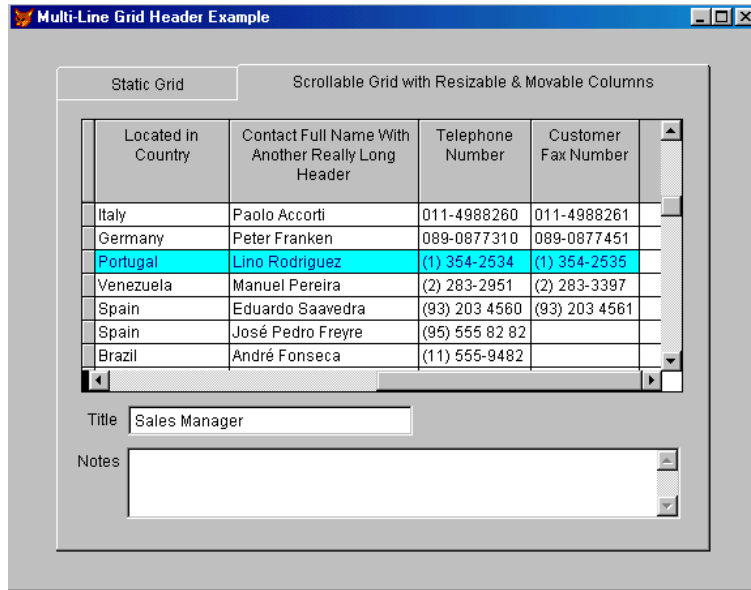 Multi-Line Grid Header Example
Static Grid
Scrollable Grid with Resizable & Movable Columns
Located in Country
Contact Full Name With Another Really Long Header
Telephone Number
Customer Fax Number
Italy Paolo Accorti 011-4988260 011-4988261
Germany Peter Franken 089-0877310 089-0877451
Portugal Lino Rodriguez (1) 354-2534 (1) 354-2535
Venezuela Manuel Pereira (2) 283-2951 (2) 283-3397
Spain Eduardo Saavedra (93) 203 4560 (93) 203 4561
Spain José Pedro Freyre (95) 555 82 82
Brazil André Fonseca (11) 555-9482
Title Sales Manager
Notes